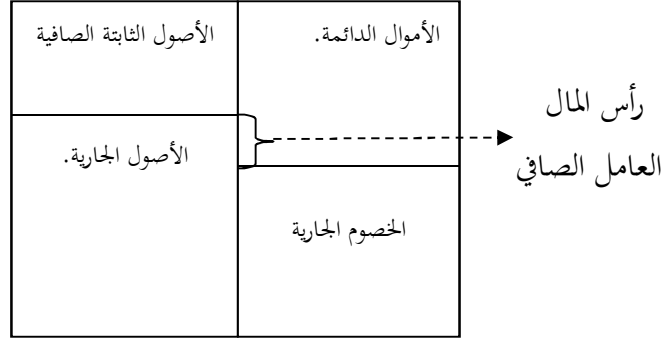 الأموال الدائمة.
الأصول الثابتة الصافية
رأس المال
العامل الصافي
الأصول الجارية.
الخصوم الجارية